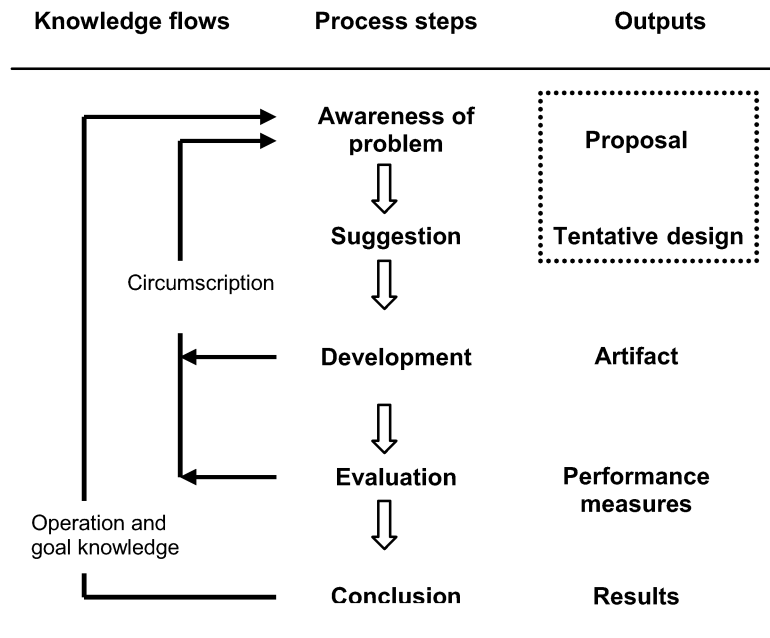 Knowledge flows Process steps Outputs
Awareness of
problem
Proposal
Suggestion
Tentative design
Circumscription
Development
Artifact
Evaluation
Performance
measures
Operation and
goal knowledge
Conclusion
Results